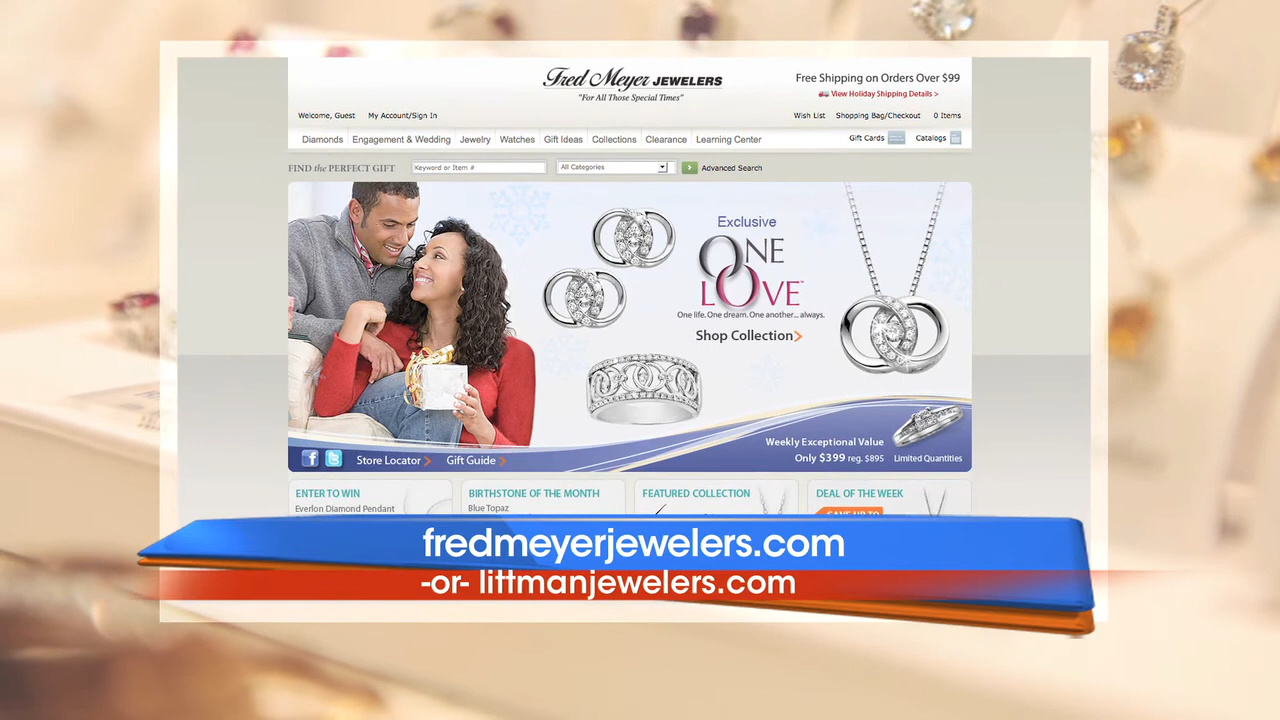 Fred Meyer JEWELERS
"For All Those Special Times"
Free Shipping on Orders Over $99
View Holiday Shipping Details >
Welcome, Guest My Account/Sign In
Wish List Shopping Bag/Checkout 0 Items
Diamonds Engagement & Wedding Jewelry Watches Gift Ideas Collections Clearance Learning Center
Gift Cards Catalogs
FIND the PERFECT GIFT Keyword or Item # All Categories Advanced Search
Exclusive
ONE
LOVE™
One life. One dream. One another... always.
Shop Collection >
Weekly Exceptional Value
Only $399 reg. $895 Limited Quantities
Store Locator > Gift Guide >
ENTER TO WIN BIRTHSTONE OF THE MONTH FEATURED COLLECTION DEAL OF THE WEEK
Everlon Diamond Pendant Blue Topaz
SAVE UP TO
fredmeyerjewelers.com
-or- littmanjewelers.com